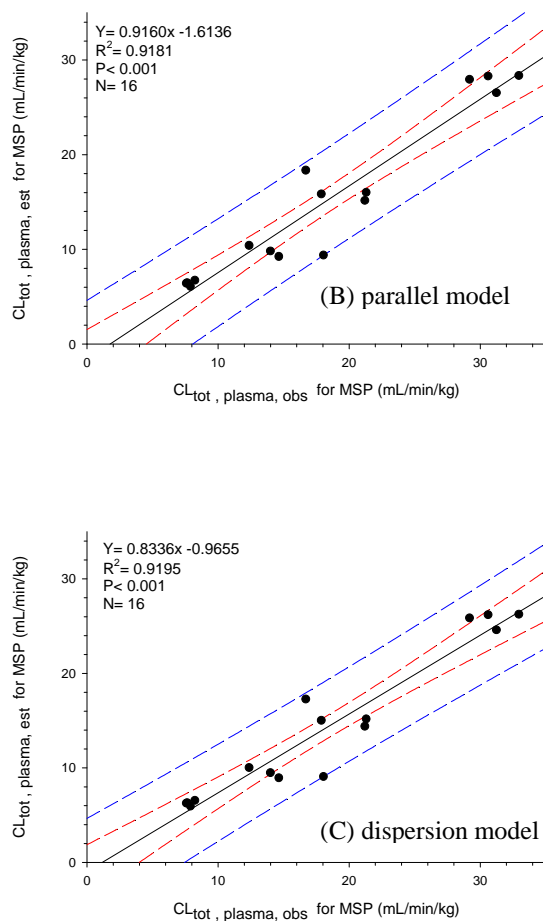 Y= 0.9160x -1.6136
R²= 0.9181
P< 0.001
N= 16
30
20
10
0
CLtot , plasma, est for MSP (mL/min/kg)
(B) parallel model
0 10 20 30
CLtot , plasma, obs for MSP (mL/min/kg)
Y= 0.8336x -0.9655
R²= 0.9195
P< 0.001
N= 16
30
20
10
0
CLtot , plasma, est for MSP (mL/min/kg)
(C) dispersion model
0 10 20 30
CLtot , plasma, obs for MSP (mL/min/kg)